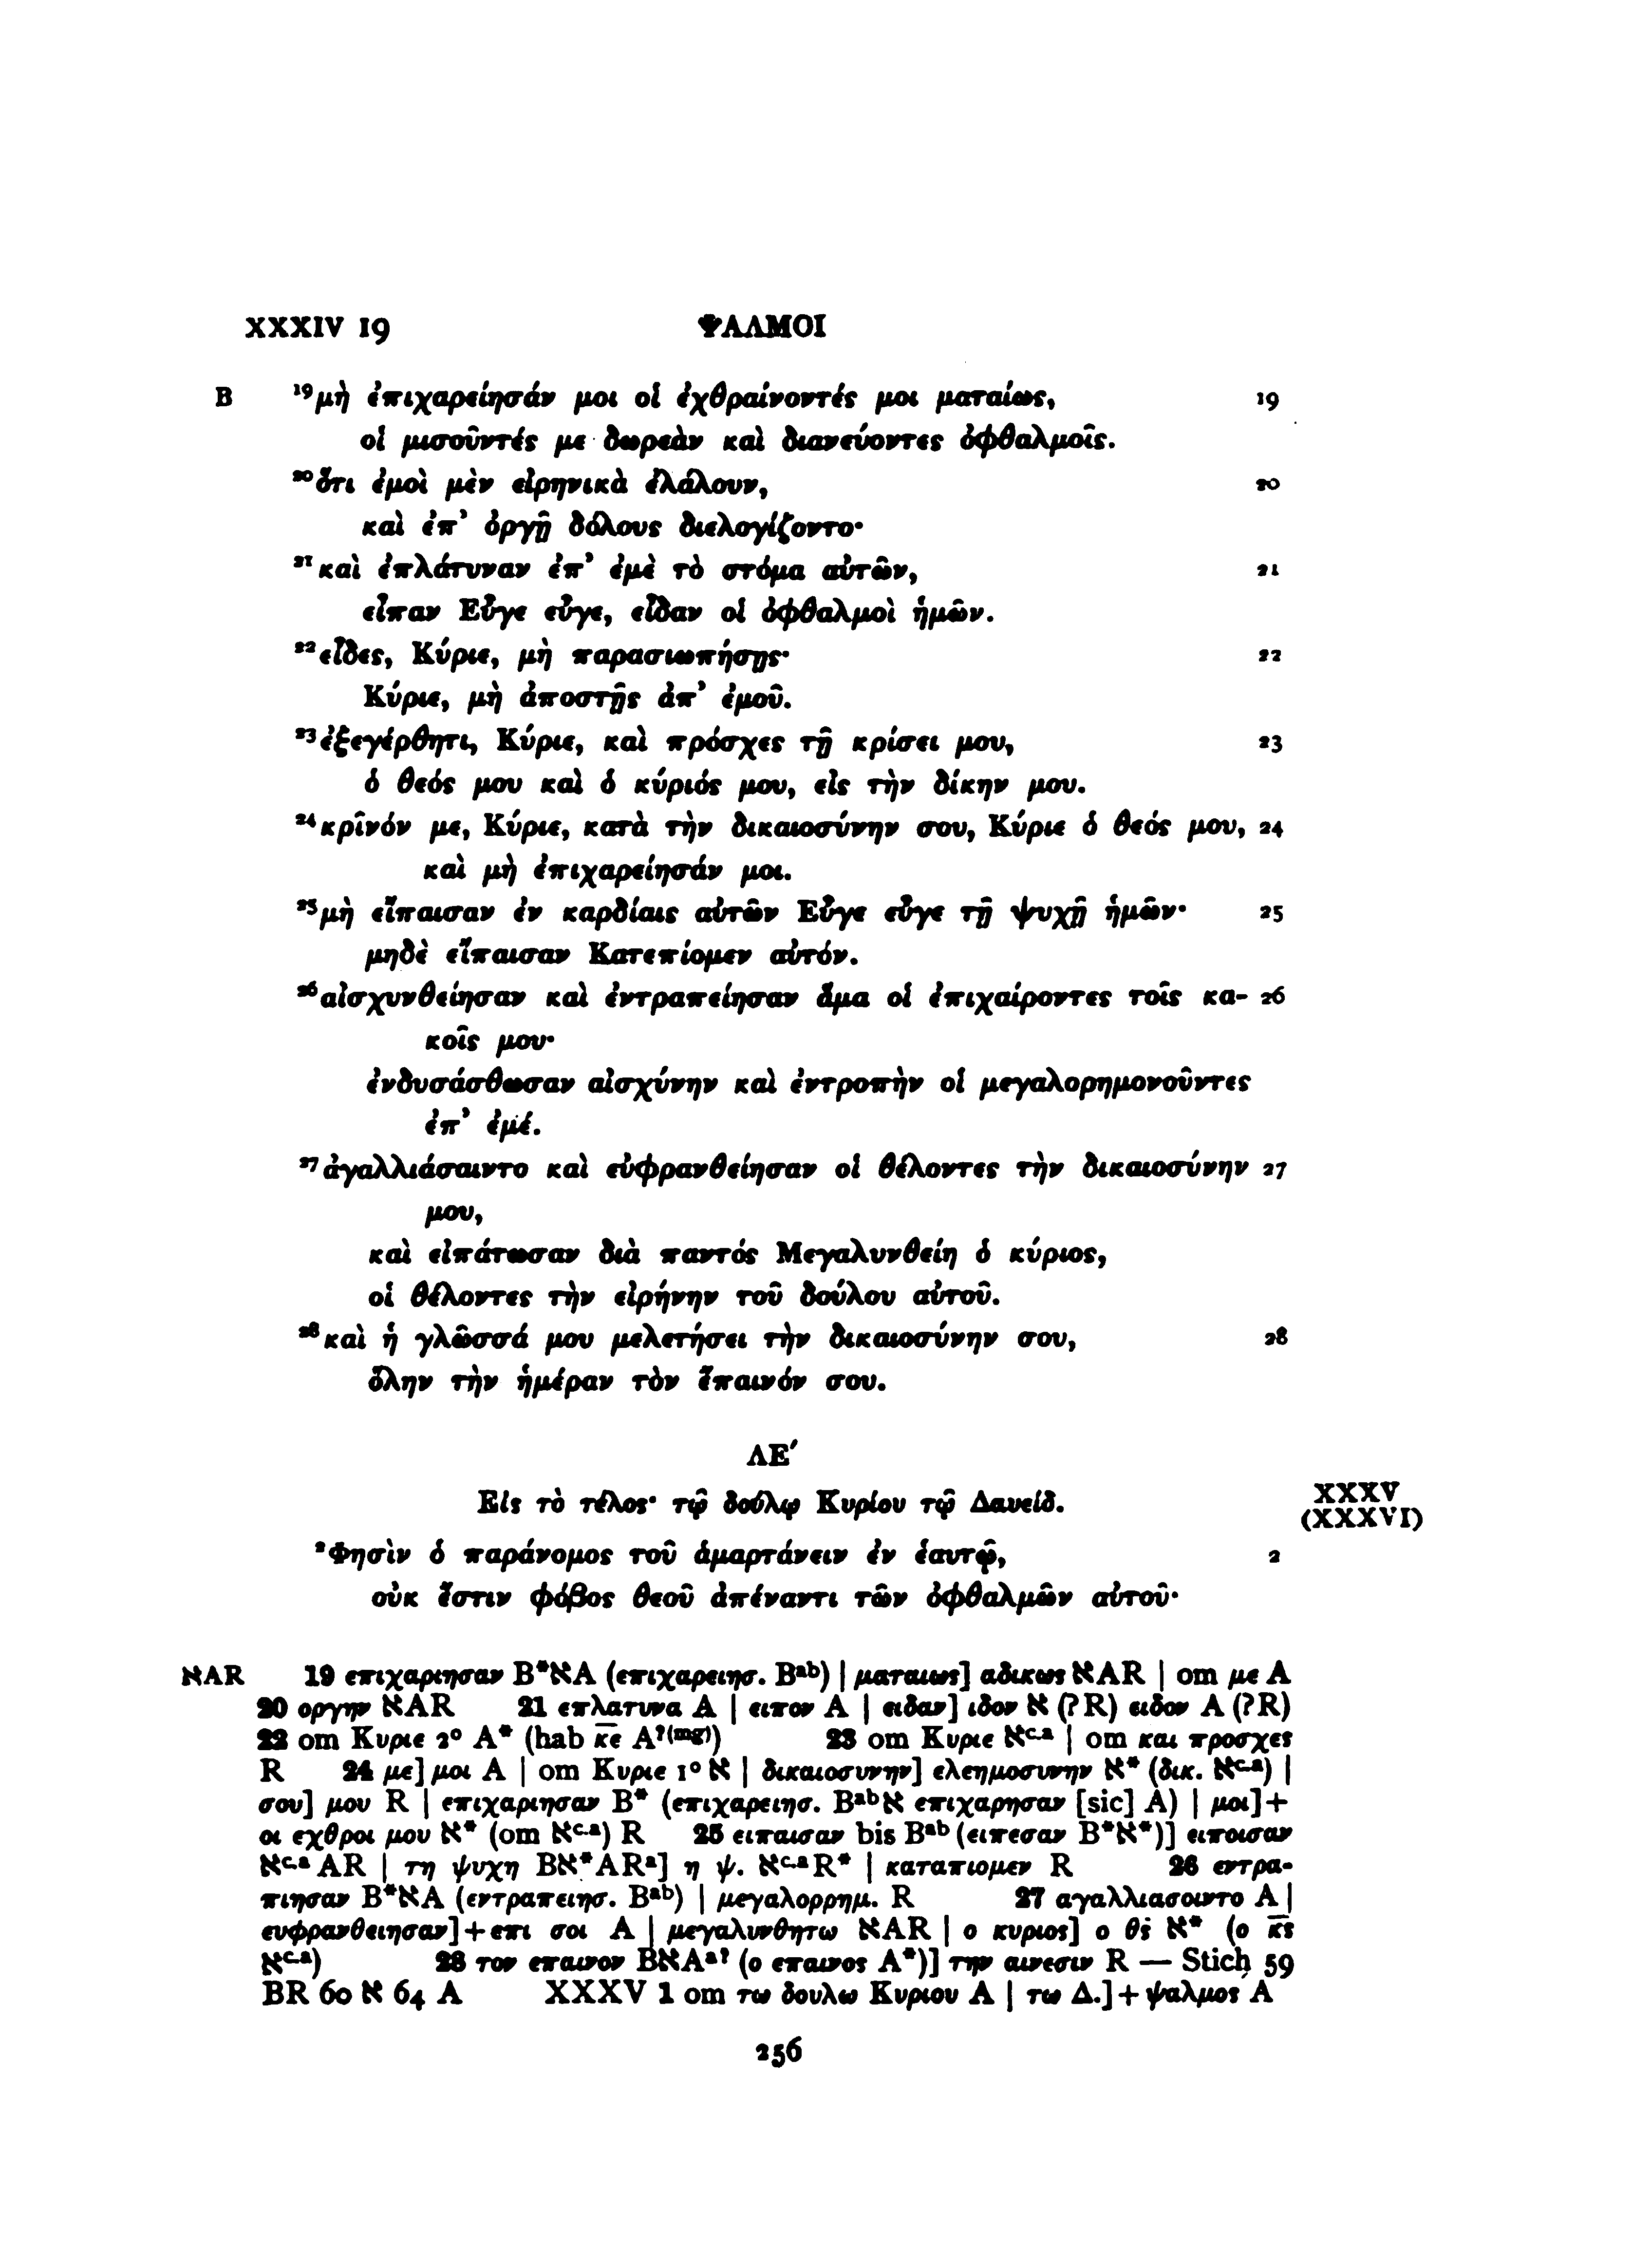 XXXIV 19 ΨΑΛΜΟΙ
B ¹⁹μὴ ἐπιχαρείησάν μοι οἱ ἐχθραίνοντές μοι ματαίως, 19
οἱ μισοῦντές με δωρεὰν καὶ διανεύοντες ὀφθαλμοῖς.
²⁰ὅτι ἐμοὶ μὲν εἰρηνικὰ ἐλάλουν, 20
καὶ ἐπ’ ὀργῇ δόλους διελογίζοντο·
²¹καὶ ἐπλάτυναν ἐπ’ ἐμὲ τὸ στόμα αὐτῶν, 21
εἶπαν Εὖγε εὖγε, εἶδαν οἱ ὀφθαλμοὶ ἡμῶν.
²²εἶδες, Κύριε, μὴ παρασιωπήσῃς· 22
Κύριε, μὴ ἀποστῇς ἀπ’ ἐμοῦ.
²³ἐξεγέρθητι, Κύριε, καὶ πρόσχες τῇ κρίσει μου, 23
ὁ θεός μου καὶ ὁ κύριός μου, εἰς τὴν δίκην μου.
²⁴κρῖνόν με, Κύριε, κατὰ τὴν δικαιοσύνην σου, Κύριε ὁ θεός μου, 24
καὶ μὴ ἐπιχαρείησάν μοι.
²⁵μὴ εἴπαισαν ἐν καρδίαις αὐτῶν Εὖγε εὖγε τῇ ψυχῇ ἡμῶν· 25
μηδὲ εἴπαισαν Κατεπίομεν αὐτόν.
²⁶αἰσχυνθείησαν καὶ ἐντραπείησαν ἅμα οἱ ἐπιχαίροντες τοῖς κα- 26
κοῖς μου·
ἐνδυσάσθωσαν αἰσχύνην καὶ ἐντροπὴν οἱ μεγαλορημονοῦντες
ἐπ’ ἐμέ.
²⁷ἀγαλλιάσαιντο καὶ εὐφρανθείησαν οἱ θέλοντες τὴν δικαιοσύνην 27
μου,
καὶ εἰπάτωσαν διὰ παντός Μεγαλυνθείη ὁ κύριος,
οἱ θέλοντες τὴν εἰρήνην τοῦ δούλου αὐτοῦ.
²⁸καὶ ἡ γλῶσσά μου μελετήσει τὴν δικαιοσύνην σου, 28
ὅλην τὴν ἡμέραν τὸν ἔπαινόν σου.
ΛΕ′
Εἰς τὸ τέλος· τῷ δούλῳ Κυρίου τῷ Δαυείδ. XXXV
(XXXVI)
²Φησὶν ὁ παράνομος τοῦ ἁμαρτάνειν ἐν ἑαυτῷ, 2
οὐκ ἔστιν φόβος θεοῦ ἀπέναντι τῶν ὀφθαλμῶν αὐτοῦ·
ℵAR 19 επιχαριησαν B*ℵA (επιχαρειησ. Bᵃᵇ) | ματαιως] αδικως ℵAR | om με A
20 οργην ℵAR 21 επλατυνα A | ειπον A | ειδαν] ιδον ℵ (?R) ειδον A (?R)
22 om Κυριε 2° A* (hab κ̅ε̅ A?(mg)) 23 om Κυριε ℵc.a | om και προσχες
R 24 με] μοι A | om Κυριε 1° ℵ | δικαιοσυνην] ελεημοσυνην ℵ* (δικ. ℵc.a) |
σου] μου R | επιχαριησαν B* (επιχαρειησ. Bᵃᵇℵ επιχαρησαν [sic] A) | μοι]+
οι εχθροι μου ℵ* (om ℵc.a) R 25 ειπαισαν bis Bᵃᵇ (ειπεσαν B*ℵ*)] ειποισαν
ℵc.a AR | τη ψυχη Bℵ*ARᵃ] η ψ. ℵc.a R* | καταπιομεν R 26 εντρα-
πιησαν B*ℵA (εντραπειησ. Bᵃᵇ) | μεγαλορρημ. R 27 αγαλλιασοιντο A |
ευφρανθειησαν]+επι σοι A | μεγαλυνθητω ℵAR | ο κυριος] ο θ̅ς̅ ℵ* (ο κ̅ς̅
ℵc.a) 28 τον επαινον BℵAᵃ? (ο επαινος A*)] την αινεσιν R — Stich 59
BR 60 ℵ 64 A XXXV 1 om τω δουλω Κυριου A | τω Δ.]+ψαλμος A
256